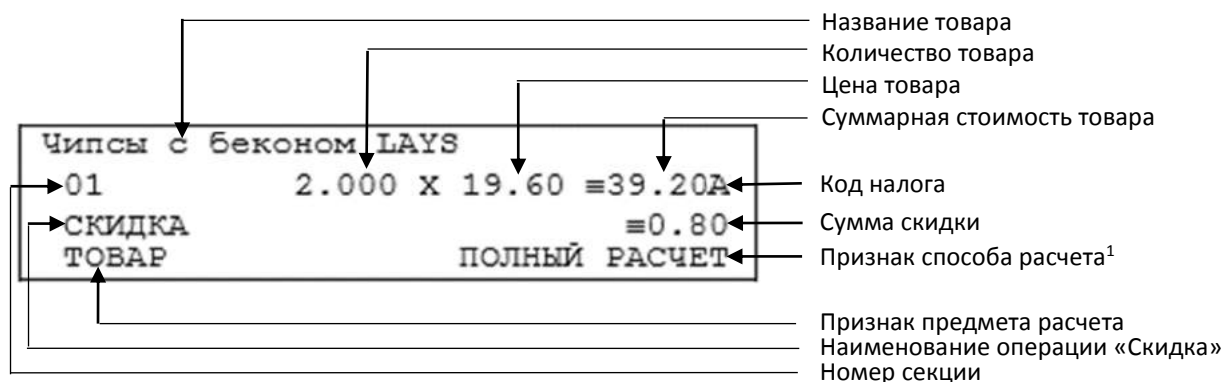 Название товара
Количество товара
Цена товара
Суммарная стоимость товара
Чипсы с беконом LAYS
01 2.000 X 19.60 ≡39.20А
Код налога
СКИДКА ≡0.80
Сумма скидки
ТОВАР ПОЛНЫЙ РАСЧЕТ
Признак способа расчета¹
Признак предмета расчета
Наименование операции «Скидка»
Номер секции